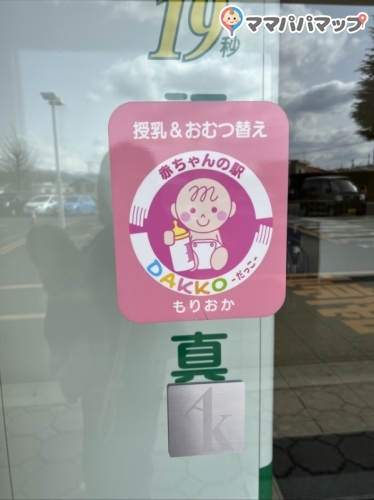 ママパパマップ
19秒
授乳&おむつ替え
赤ちゃんの駅
DAKKO
-だっこ-
もりおか
真
AK